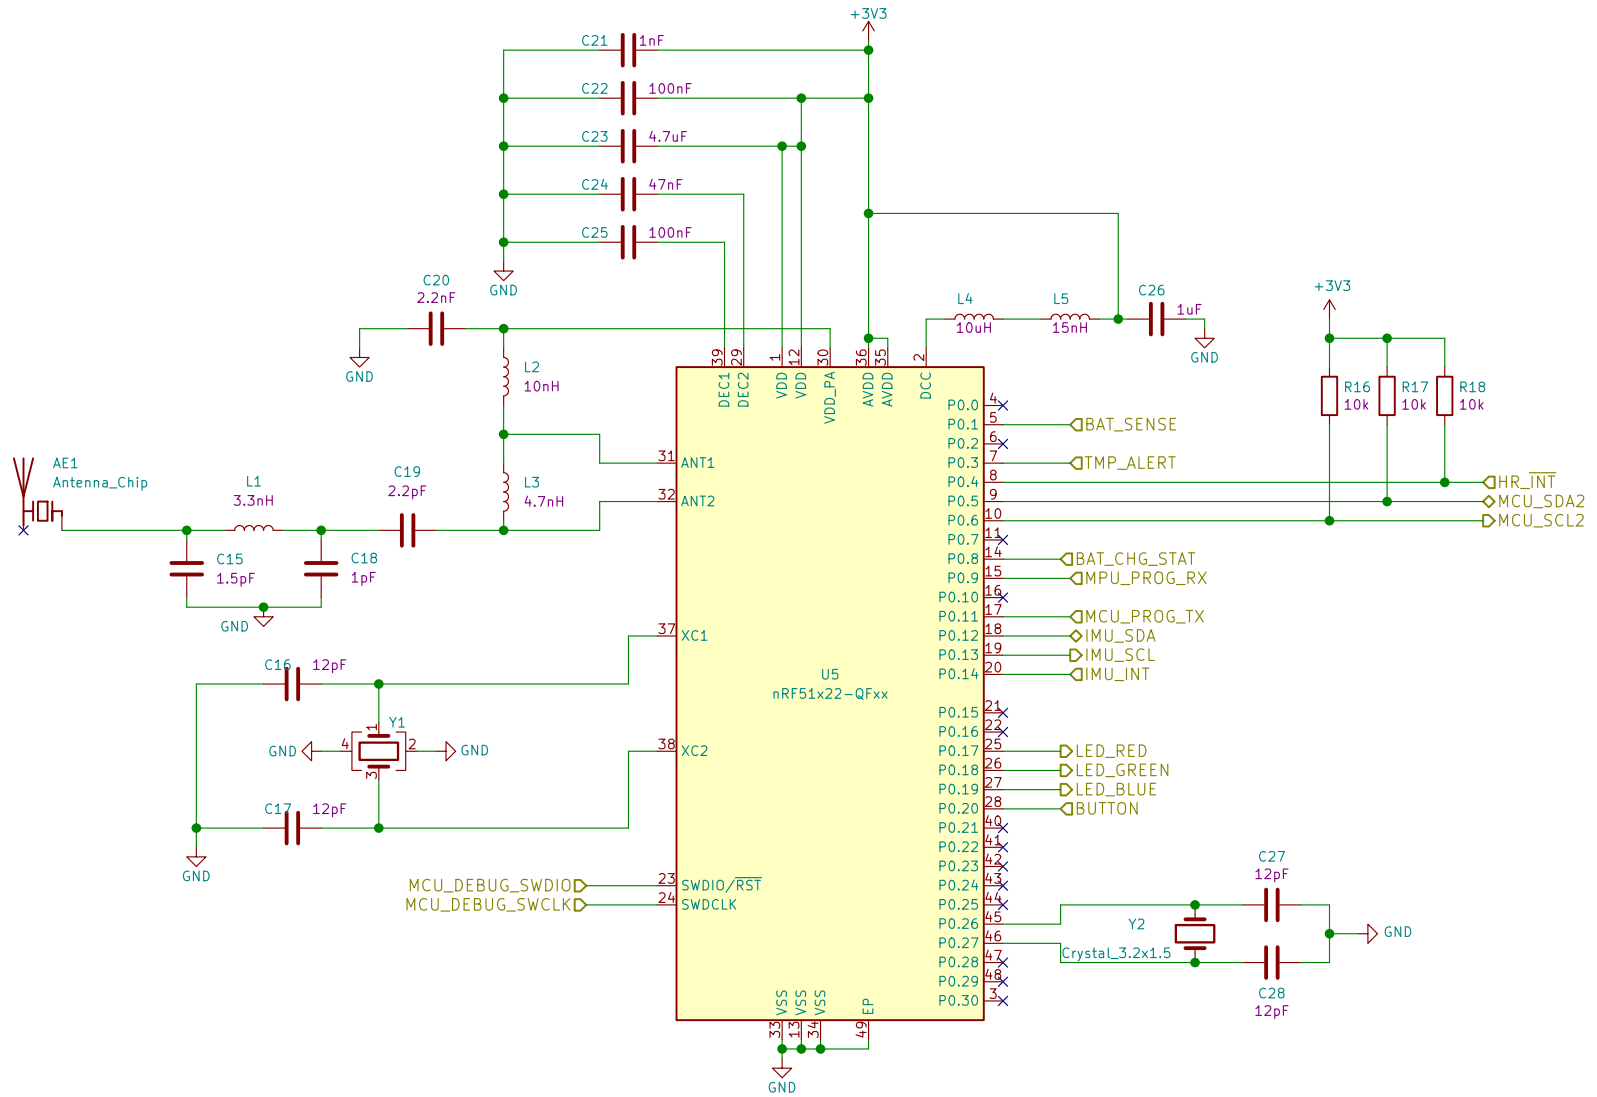 +3V3
C21 1nF
C22 100nF
C23 4.7uF
C24 47nF
C25 100nF
GND
C20
2.2nF
GND
L2
10nH
L3
4.7nH
AE1
Antenna_Chip
L1
3.3nH
C19
2.2pF
C15
1.5pF
C18
1pF
GND
C16 12pF
Y1
1
GND 4 2 GND
3
C17 12pF
GND
MCU_DEBUG_SWDIO
MCU_DEBUG_SWCLK
L4
10uH
L5
15nH
C26
1uF
GND
+3V3
R16
10k
R17
10k
R18
10k
39 DEC1
29 DEC2
1 VDD
12 VDD
30 VDD_PA
36 AVDD
35 AVDD
2 DCC
31 ANT1
32 ANT2
37 XC1
38 XC2
23 SWDIO/RST
24 SWDCLK
U5
nRF51x22-QFxx
P0.0 4
P0.1 5 BAT_SENSE
P0.2 6
P0.3 7 TMP_ALERT
P0.4 8 HR_INT
P0.5 9 MCU_SDA2
P0.6 10 MCU_SCL2
P0.7 11
P0.8 14 BAT_CHG_STAT
P0.9 15 MPU_PROG_RX
P0.10 16
P0.11 17 MCU_PROG_TX
P0.12 18 IMU_SDA
P0.13 19 IMU_SCL
P0.14 20 IMU_INT
P0.15 21
P0.16 22
P0.17 25 LED_RED
P0.18 26 LED_GREEN
P0.19 27 LED_BLUE
P0.20 28 BUTTON
P0.21 40
P0.22 41
P0.23 42
P0.24 43
P0.25 44
P0.26 45
P0.27 46
P0.28 47
P0.29 48
P0.30 3
VSS 33
VSS 13
VSS 34
EP 49
GND
C27
12pF
Y2
Crystal_3.2x1.5
GND
C28
12pF